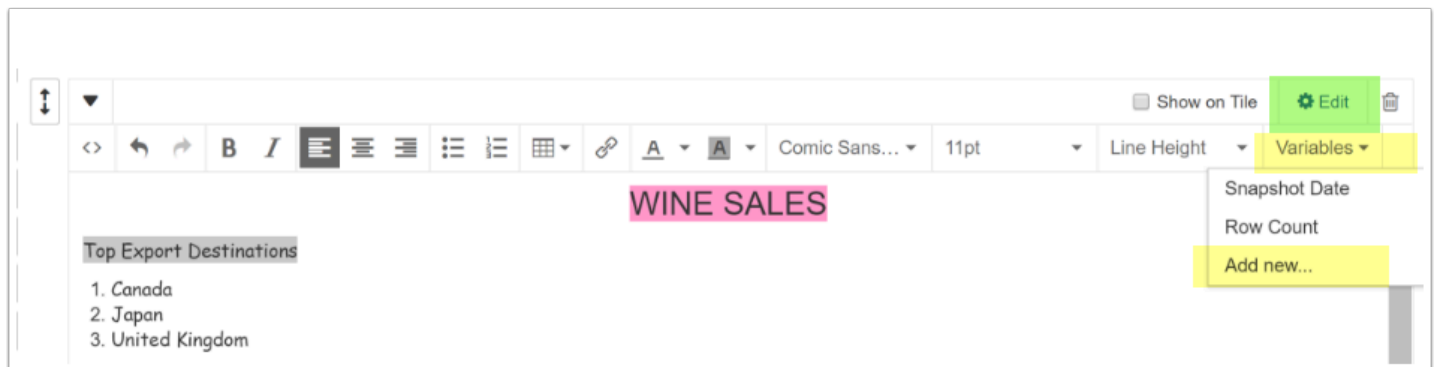 Show on Tile Edit
<> B I A A Comic Sans... 11pt Line Height Variables
Snapshot Date
WINE SALES
Row Count
Top Export Destinations
Add new...
1. Canada
2. Japan
3. United Kingdom